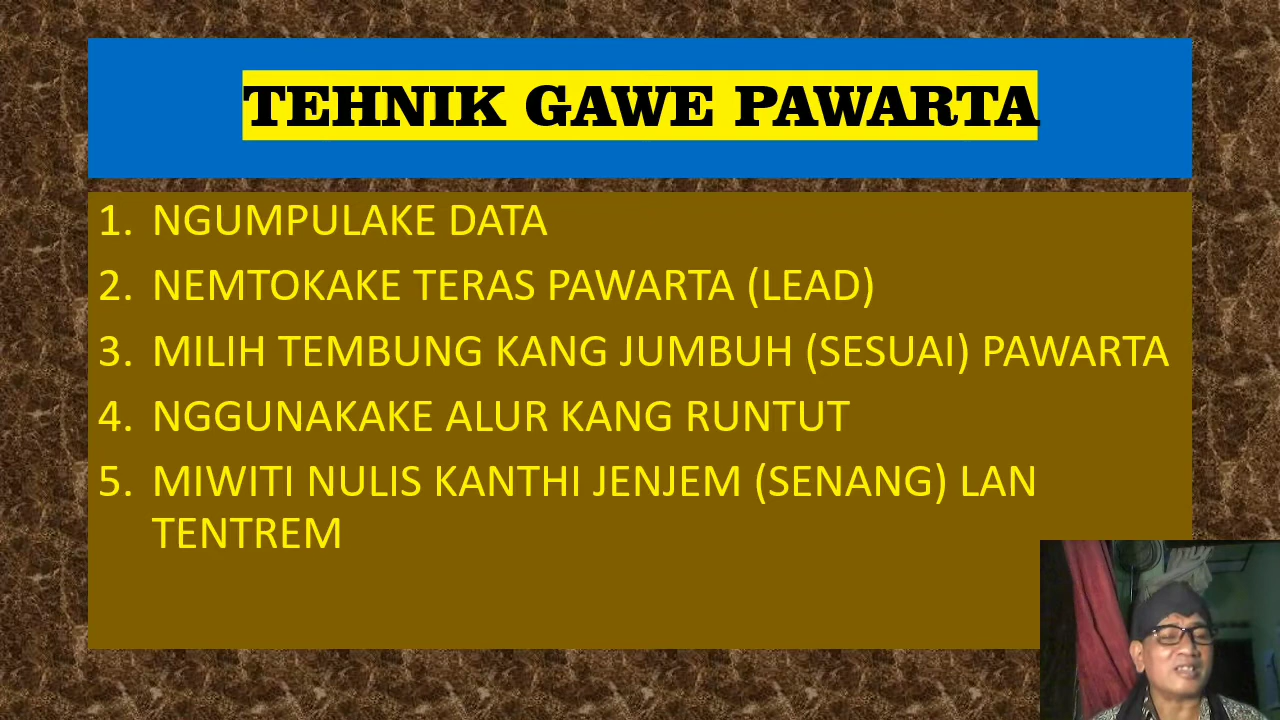 TEHNIK GAWE PAWARTA
1. NGUMPULAKE DATA
2. NEMTOKAKE TERAS PAWARTA (LEAD)
3. MILIH TEMBUNG KANG JUMBUH (SESUAI) PAWARTA
4. NGGUNAKAKE ALUR KANG RUNTUT
5. MIWITI NULIS KANTHI JENJEM (SENANG) LAN
TENTREM